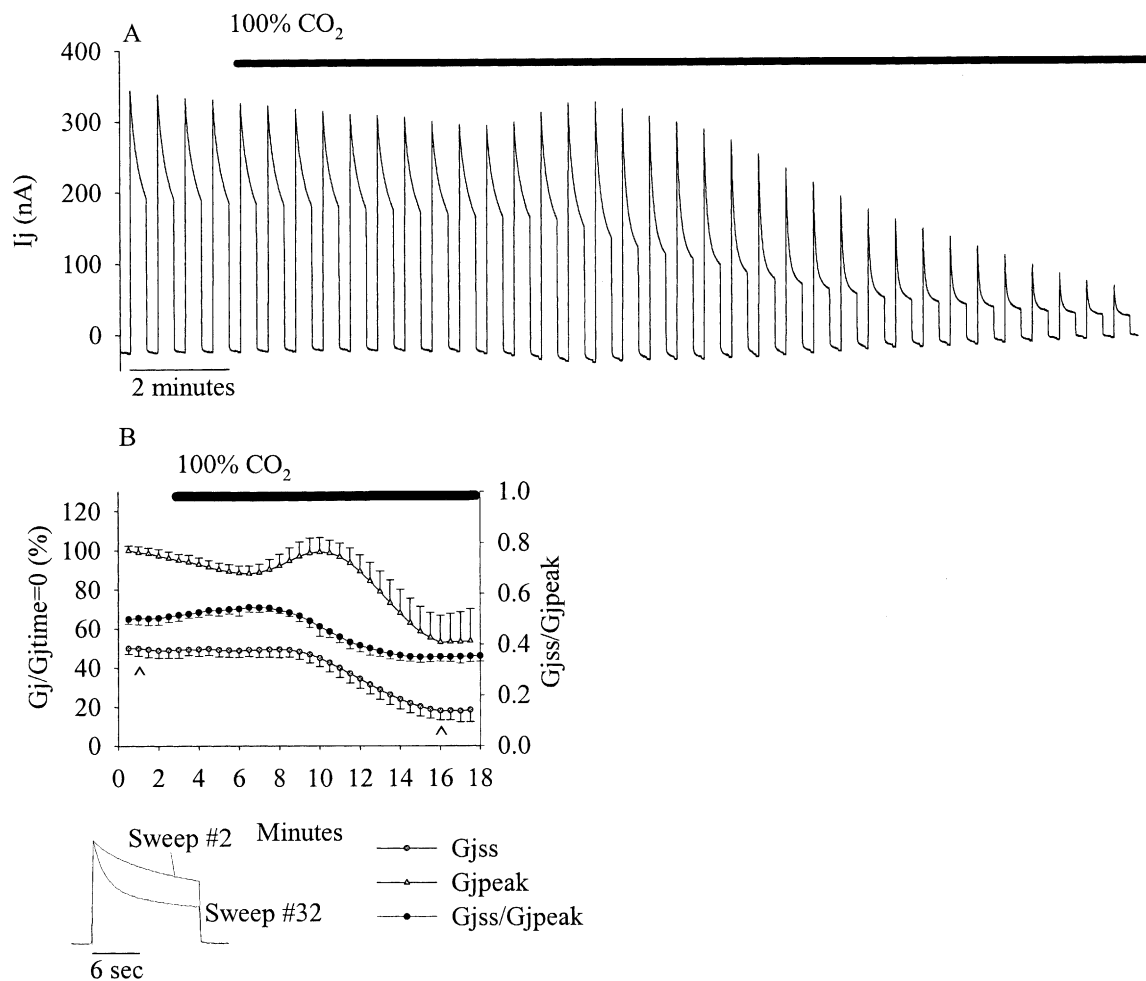 A
100% CO2
400
300
200
100
0
Ij (nA)
2 minutes
B
100% CO2
120
100
80
60
40
20
0
Gj/Gjtime=0 (%)
1.0
0.8
0.6
0.4
0.2
0.0
Gjss/Gjpeak
0 2 4 6 8 10 12 14 16 18
Minutes
Sweep #2
Sweep #32
6 sec
Gjss
Gjpeak
Gjss/Gjpeak